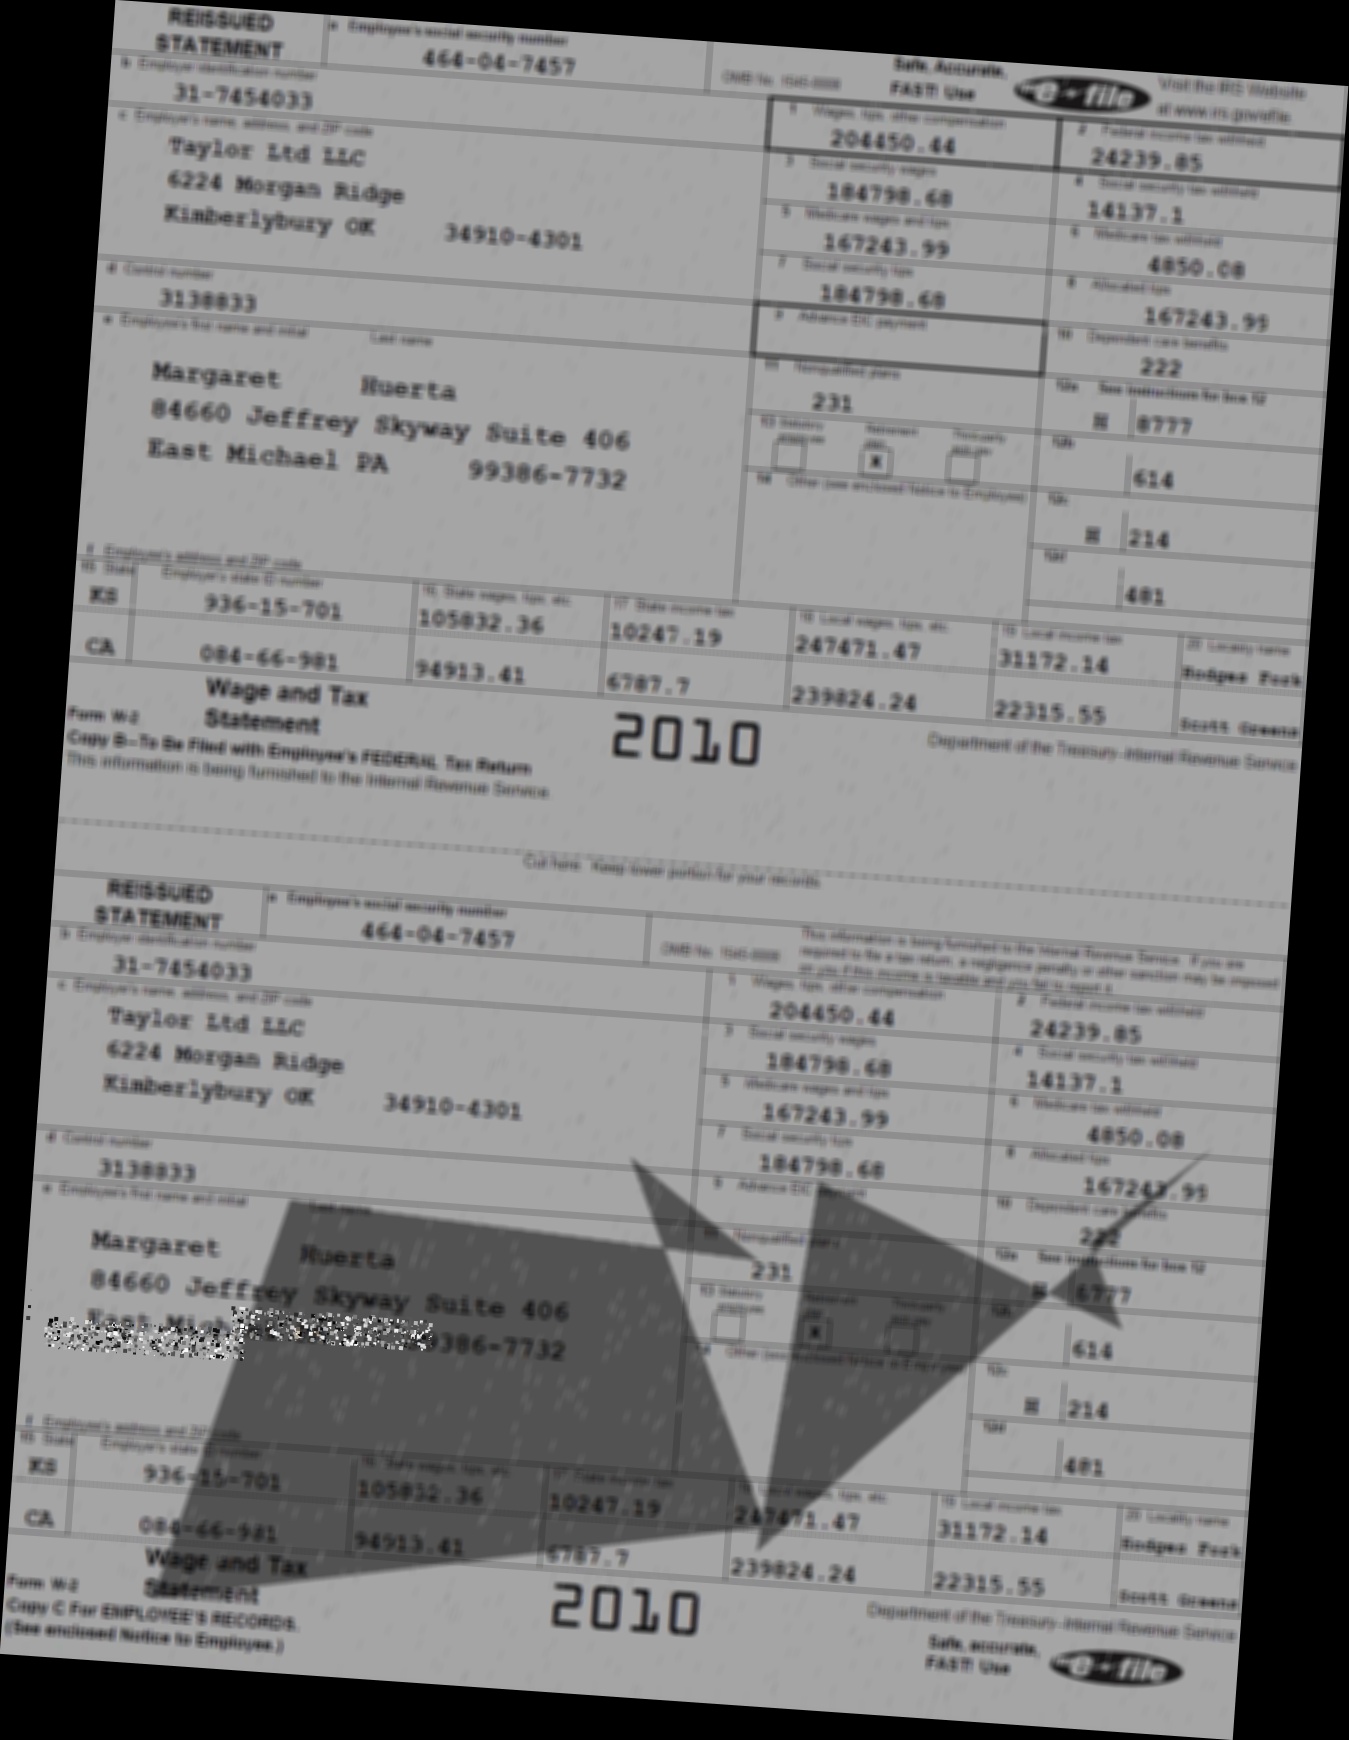 REISSUED STATEMENT
a Employee's social security number
464-04-7457
OMB No. 1545-0008
Safe, Accurate, FAST! Use
e-file
Visit the IRS Website at www.irs.gov/efile
b Employer identification number
31-7454033
c Employer's name, address, and ZIP code
Taylor Ltd LLC
6224 Morgan Ridge
Kimberlybury OK 34910-4301
1 Wages, tips, other compensation
204450.44
2 Federal income tax withheld
24239.85
3 Social security wages
184798.68
4 Social security tax withheld
14137.1
5 Medicare wages and tips
167243.99
6 Medicare tax withheld
4850.08
7 Social security tips
184798.68
8 Allocated tips
167243.99
d Control number
3138833
9 Advance EIC payment
10 Dependent care benefits
222
e Employee's first name and initial Last name
Margaret Huerta
84660 Jeffrey Skyway Suite 406
East Michael PA 99386-7732
11 Nonqualified plans
231
12a See instructions for box 12
H 8777
13 Statutory employee Retirement plan Third-party sick pay
X
12b
614
14 Other (see enclosed Notice to Employee)
12c
H 214
12d
481
f Employee's address and ZIP code
15 State Employer's state ID number
16 State wages, tips, etc.
17 State income tax
18 Local wages, tips, etc.
19 Local income tax
20 Locality name
KS 936-15-701 105832.36 10247.19 247471.47 31172.14 Hodges Fork
CA 084-66-981 94913.41 6787.7 239824.24 22315.55 Scott Greens
Form W-2
Wage and Tax Statement
2010
Department of the Treasury-Internal Revenue Service
Copy B-To Be Filed with Employee's FEDERAL Tax Return
This information is being furnished to the Internal Revenue Service.
Cut here. Keep lower portion for your records.
REISSUED STATEMENT
a Employee's social security number
464-04-7457
OMB No. 1545-0008
This information is being furnished to the Internal Revenue Service. If you are
required to file a tax return, a negligence penalty or other sanction may be imposed
on you if this income is taxable and you fail to report it.
b Employer identification number
31-7454033
c Employer's name, address, and ZIP code
Taylor Ltd LLC
6224 Morgan Ridge
Kimberlybury OK 34910-4301
1 Wages, tips, other compensation
204450.44
2 Federal income tax withheld
24239.85
3 Social security wages
184798.68
4 Social security tax withheld
14137.1
5 Medicare wages and tips
167243.99
6 Medicare tax withheld
4850.08
7 Social security tips
184798.68
8 Allocated tips
167243.99
d Control number
3138833
9 Advance EIC payment
10 Dependent care benefits
222
e Employee's first name and initial Last name
Margaret Huerta
84660 Jeffrey Skyway Suite 406
East 99386-7732
11 Nonqualified plans
231
12a See instructions for box 12
H 8777
13 Statutory employee Retirement plan Third-party sick pay
X
12b
614
14 Other (see enclosed Notice to Employee)
12c
H 214
12d
481
f Employee's address and ZIP code
15 State Employer's state ID number
16 State wages, tips, etc.
17 State income tax
18 Local wages, tips, etc.
19 Local income tax
20 Locality name
KS 936-15-701 105832.36 10247.19 247471.47 31172.14 Hodges Fork
CA 084-66-981 94913.41 6787.7 239824.24 22315.55 Scott Greens
Form W-2
Wage and Tax Statement
2010
Department of the Treasury-Internal Revenue Service
Copy C For EMPLOYEE'S RECORDS.
(See enclosed Notice to Employee.)
Safe, accurate, FAST! Use
e-file